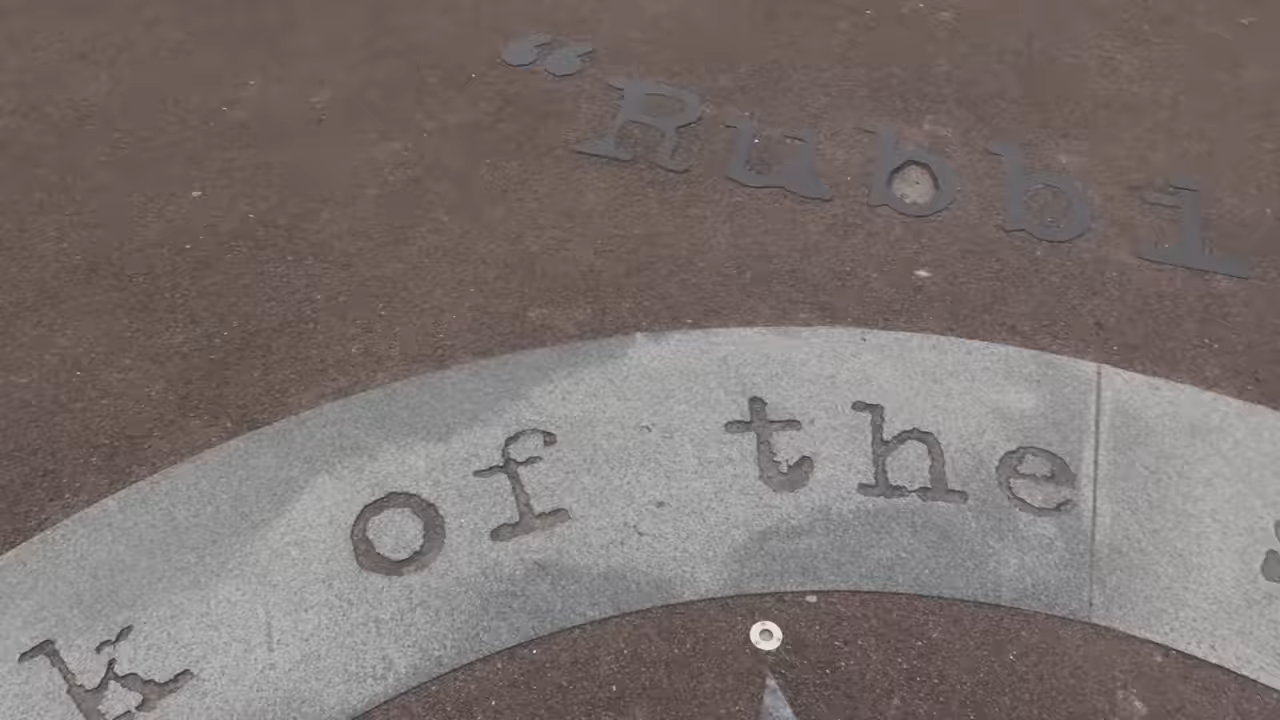 “Rubbi
k of the s